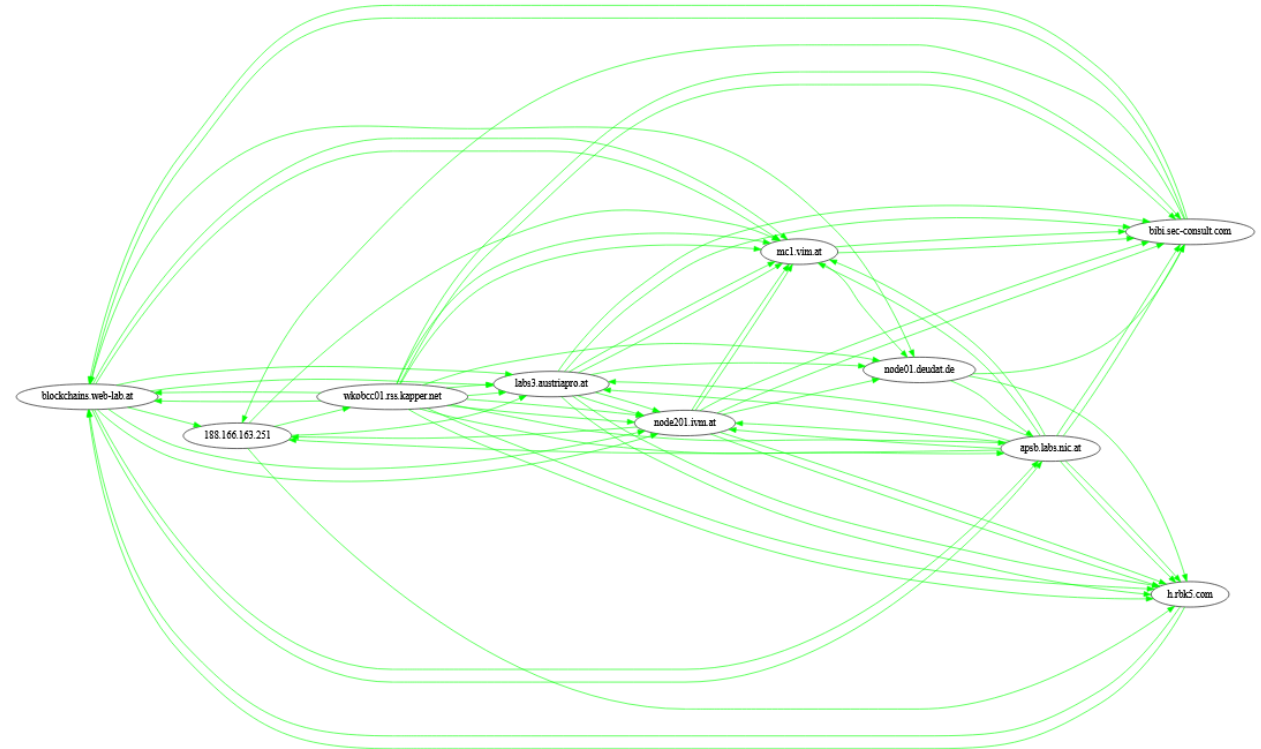 bibi.sec-consult.com
mc1.vim.at
node01.deudat.de
labs3.austriapro.at
blockchains.web-lab.at
wkobcc01.rss.kapper.net
node201.ivm.at
188.166.163.251
apsb.labs.nic.at
h.rbk5.com